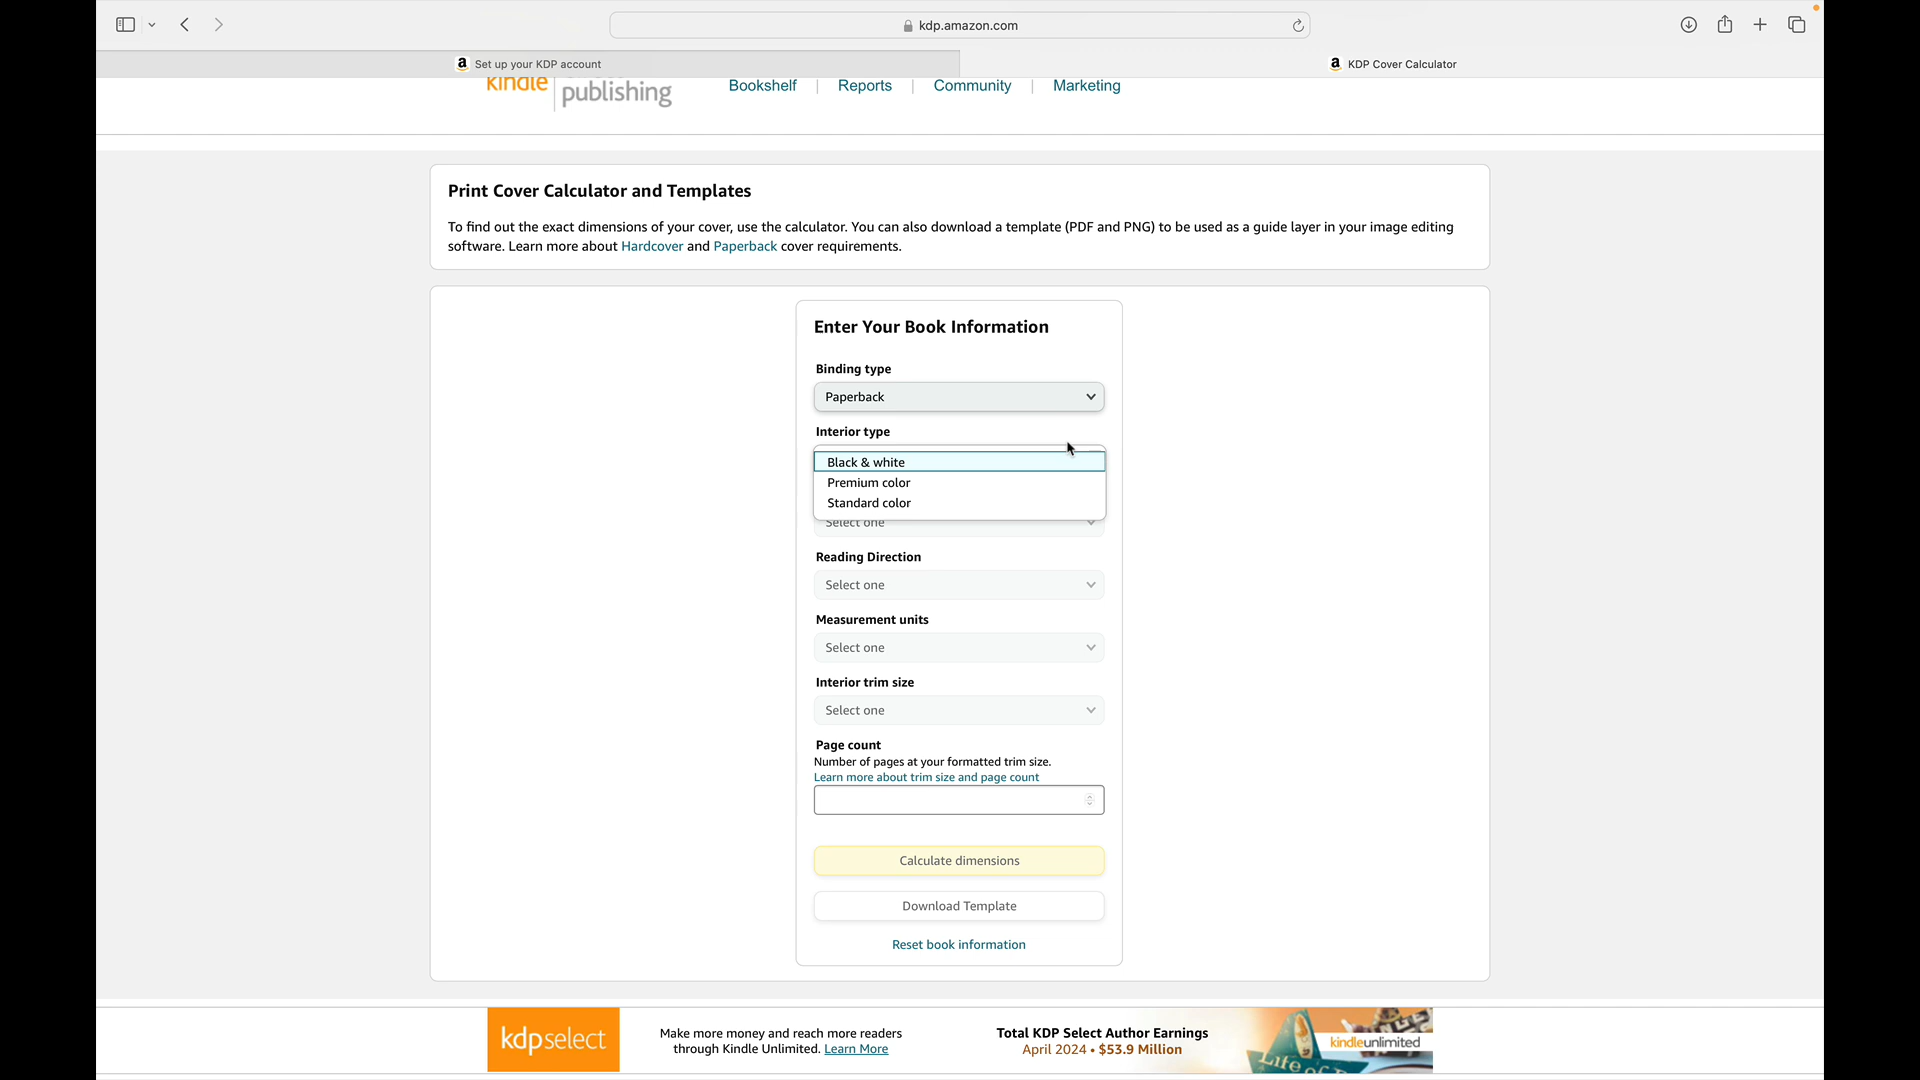 kdp.amazon.com
Set up your KDP account
KDP Cover Calculator
kindle publishing
Bookshelf | Reports | Community | Marketing
Print Cover Calculator and Templates
To find out the exact dimensions of your cover, use the calculator. You can also download a template (PDF and PNG) to be used as a guide layer in your image editing
software. Learn more about Hardcover and Paperback cover requirements.
Enter Your Book Information
Binding type
Paperback
Interior type
Black & white
Premium color
Standard color
Select one
Reading Direction
Select one
Measurement units
Select one
Interior trim size
Select one
Page count
Number of pages at your formatted trim size.
Learn more about trim size and page count
Calculate dimensions
Download Template
Reset book information
kdpselect
Make more money and reach more readers
through Kindle Unlimited. Learn More
Total KDP Select Author Earnings
April 2024 • $53.9 Million
kindleunlimited